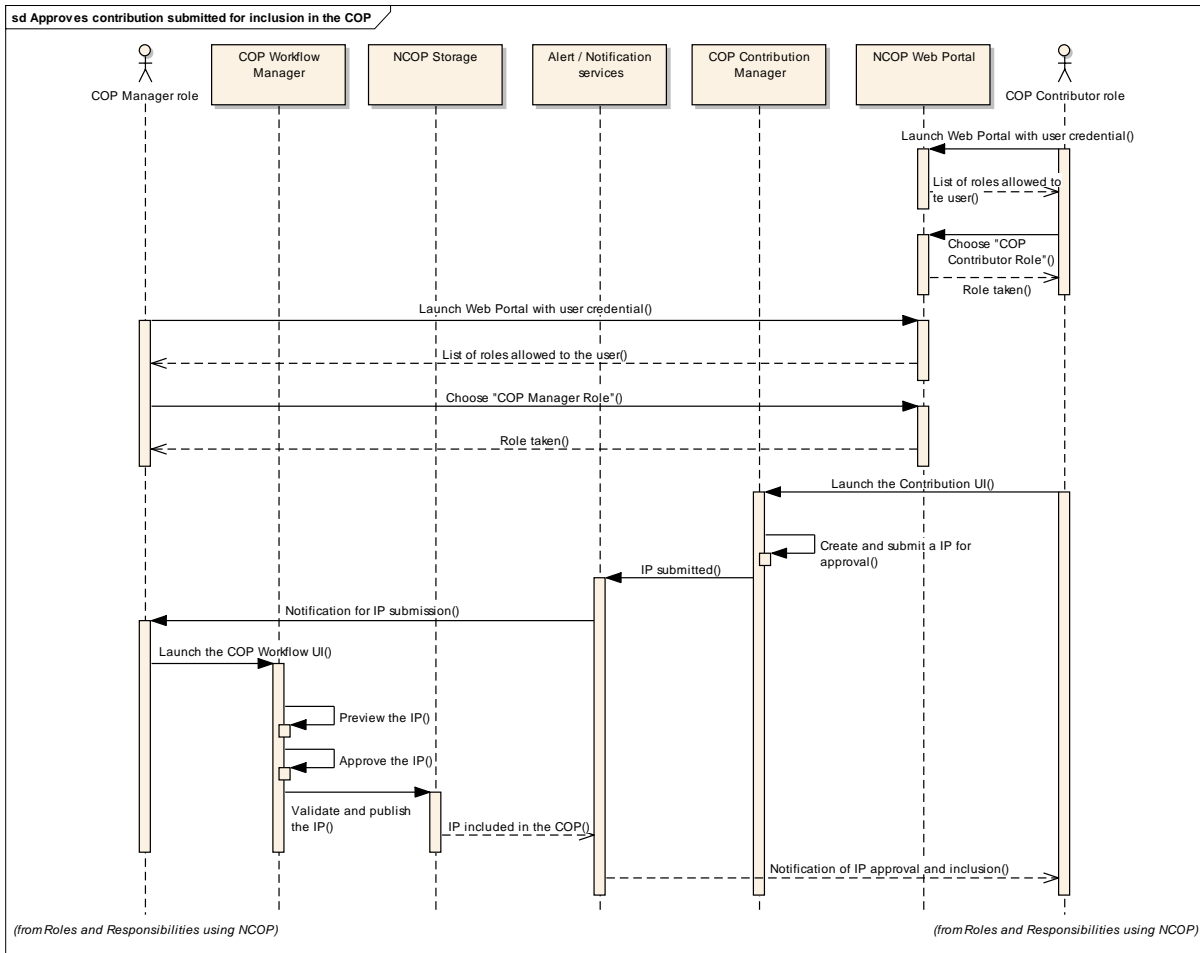 sd Approves contribution submitted for inclusion in the COP
COP Manager role
COP Workflow
Manager
NCOP Storage
Alert / Notification
services
COP Contribution
Manager
NCOP Web Portal
COP Contributor role
Launch Web Portal with user credential()
List of roles allowed to
te user()
Choose "COP
Contributor Role"()
Role taken()
Launch Web Portal with user credential()
List of roles allowed to the user()
Choose "COP Manager Role"()
Role taken()
Launch the Contribution UI()
Create and submit a IP for
approval()
IP submitted()
Notification for IP submission()
Launch the COP Workflow UI()
Preview the IP()
Approve the IP()
Validate and publish
the IP()
IP included in the COP()
Notification of IP approval and inclusion()
(from Roles and Responsibilities using NCOP)
(from Roles and Responsibilities using NCOP)